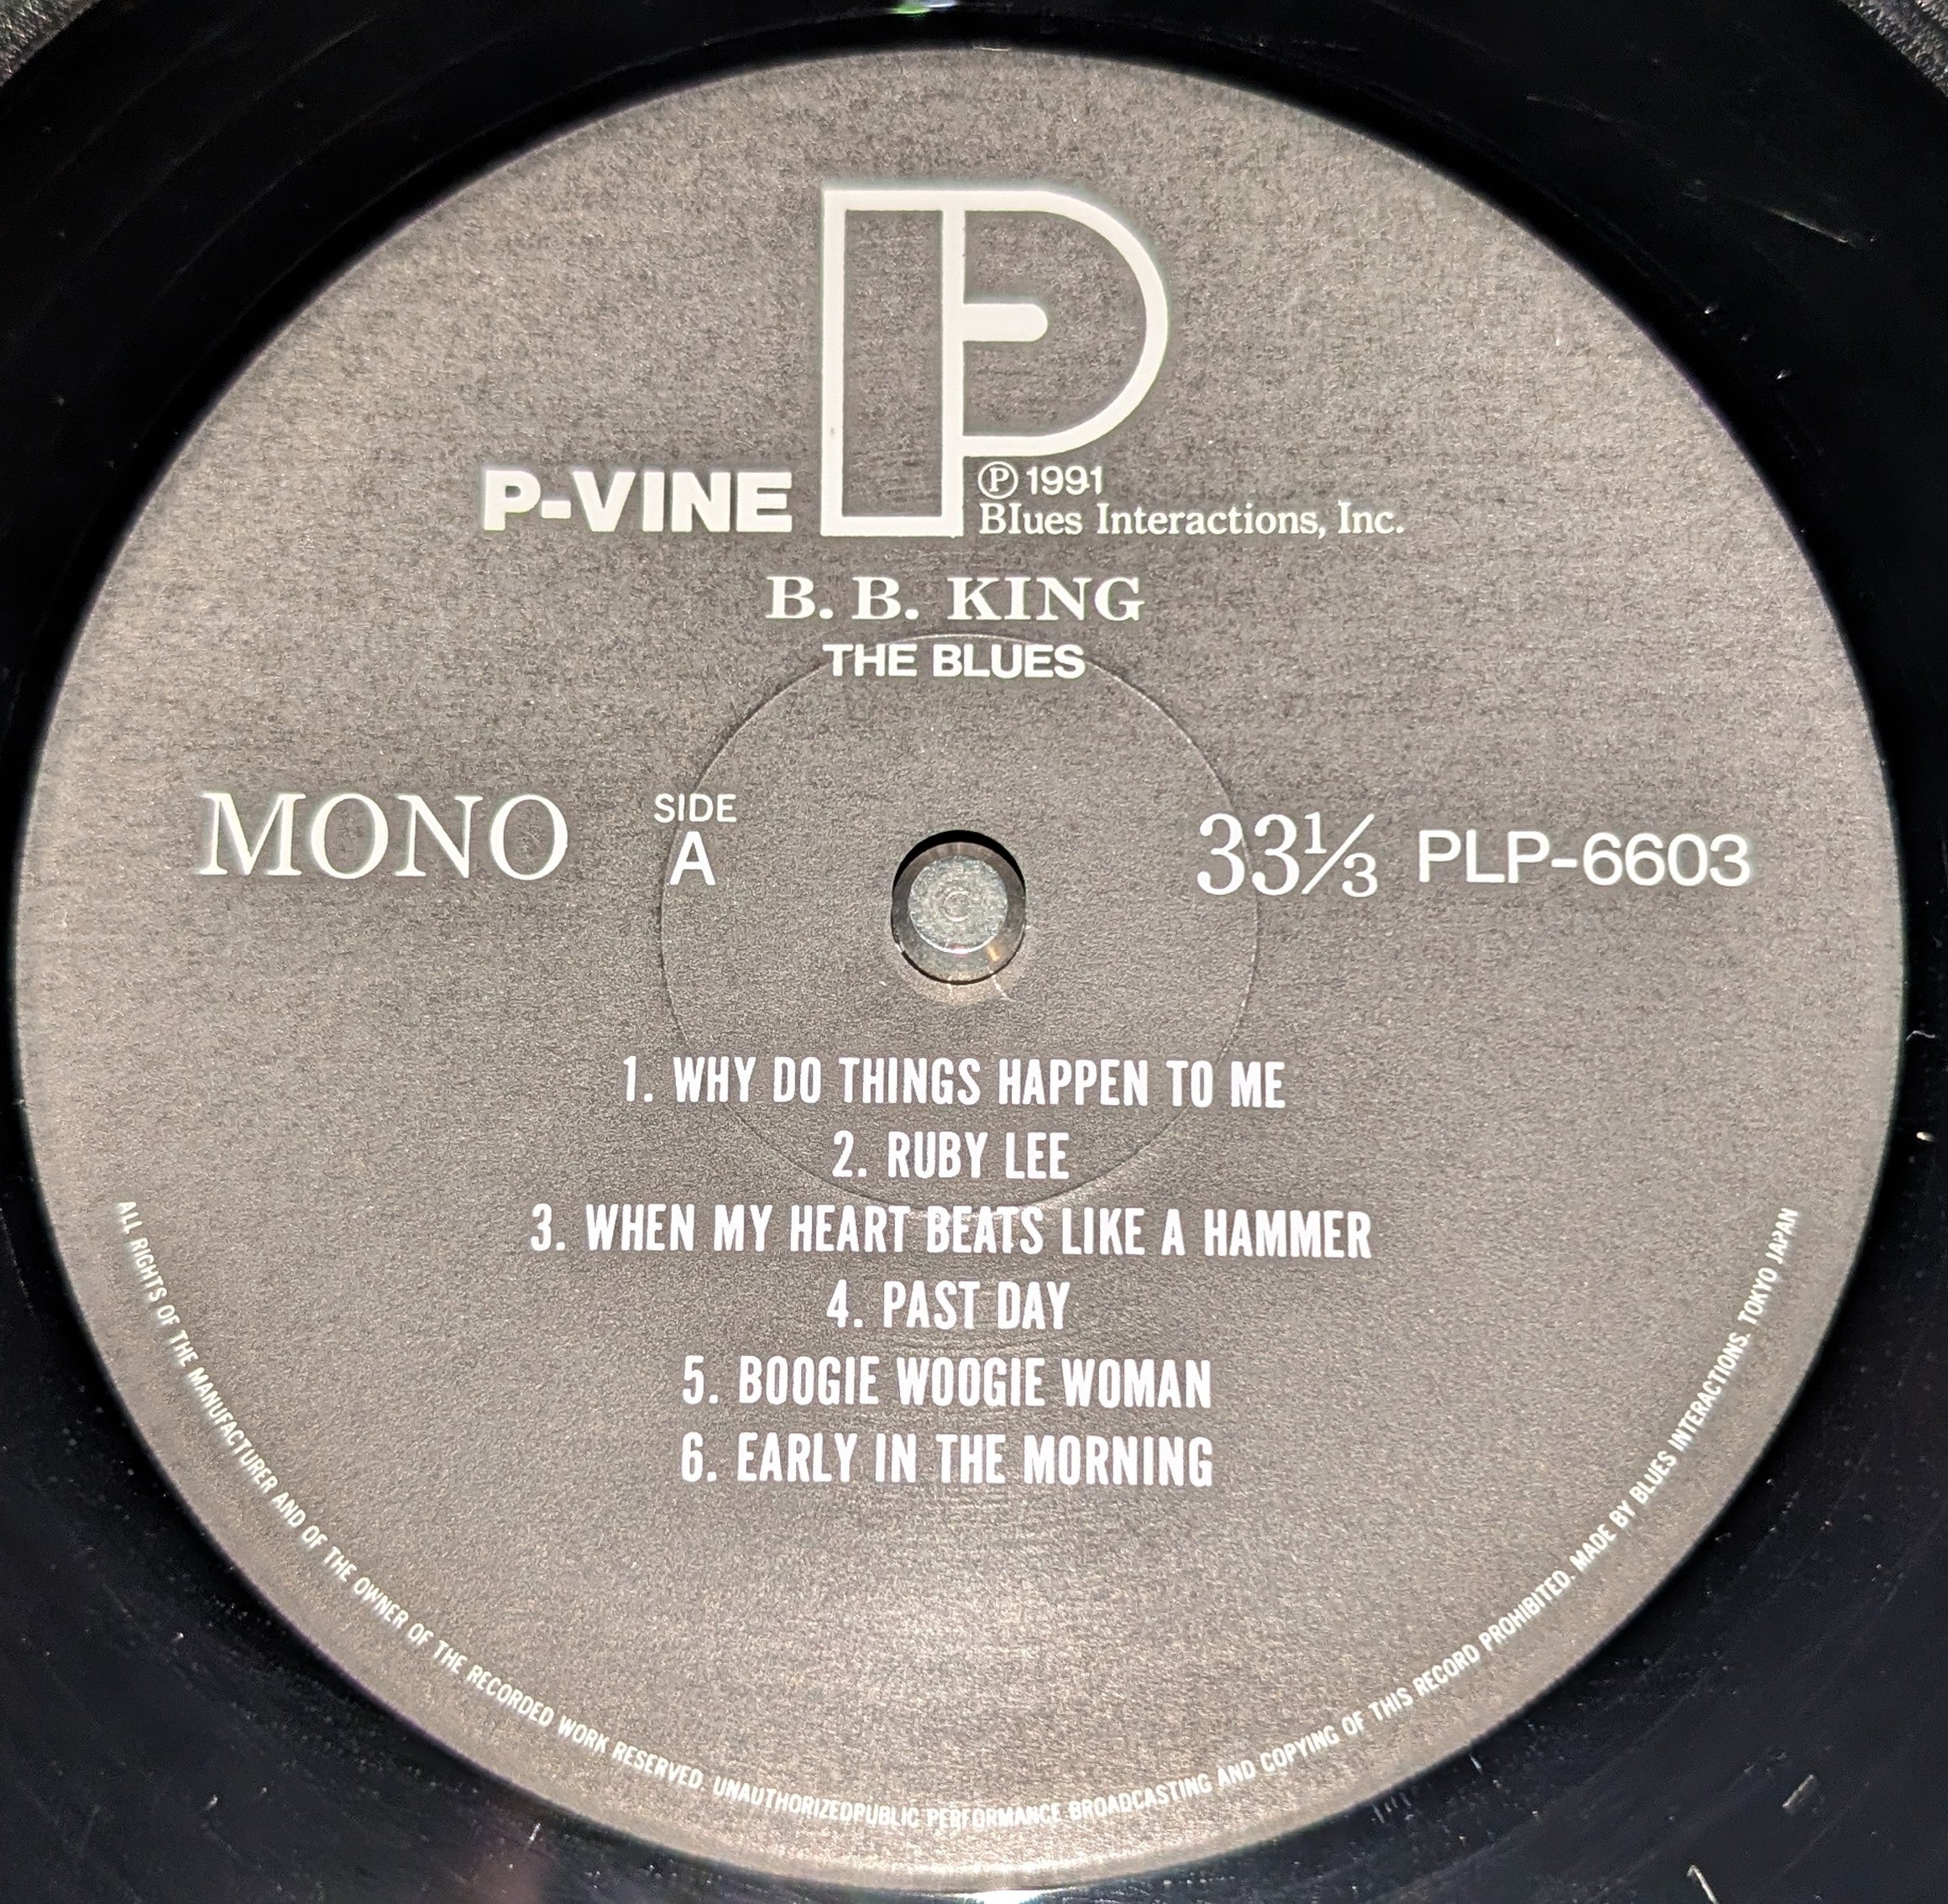 P-VINE
Ⓟ 1991
Blues Interactions, Inc.
B. B. KING
THE BLUES
MONO
SIDE
A
33⅓ PLP-6603
1. WHY DO THINGS HAPPEN TO ME
2. RUBY LEE
3. WHEN MY HEART BEATS LIKE A HAMMER
4. PAST DAY
5. BOOGIE WOOGIE WOMAN
6. EARLY IN THE MORNING
ALL RIGHTS OF THE MANUFACTURER AND OF THE OWNER OF THE RECORDED WORK RESERVED. UNAUTHORIZEDPUBLIC PERFORMANCE BROADCASTING AND COPYING OF THIS RECORD PROHIBITED. MADE BY BLUES INTERACTIONS. TOKYO JAPAN